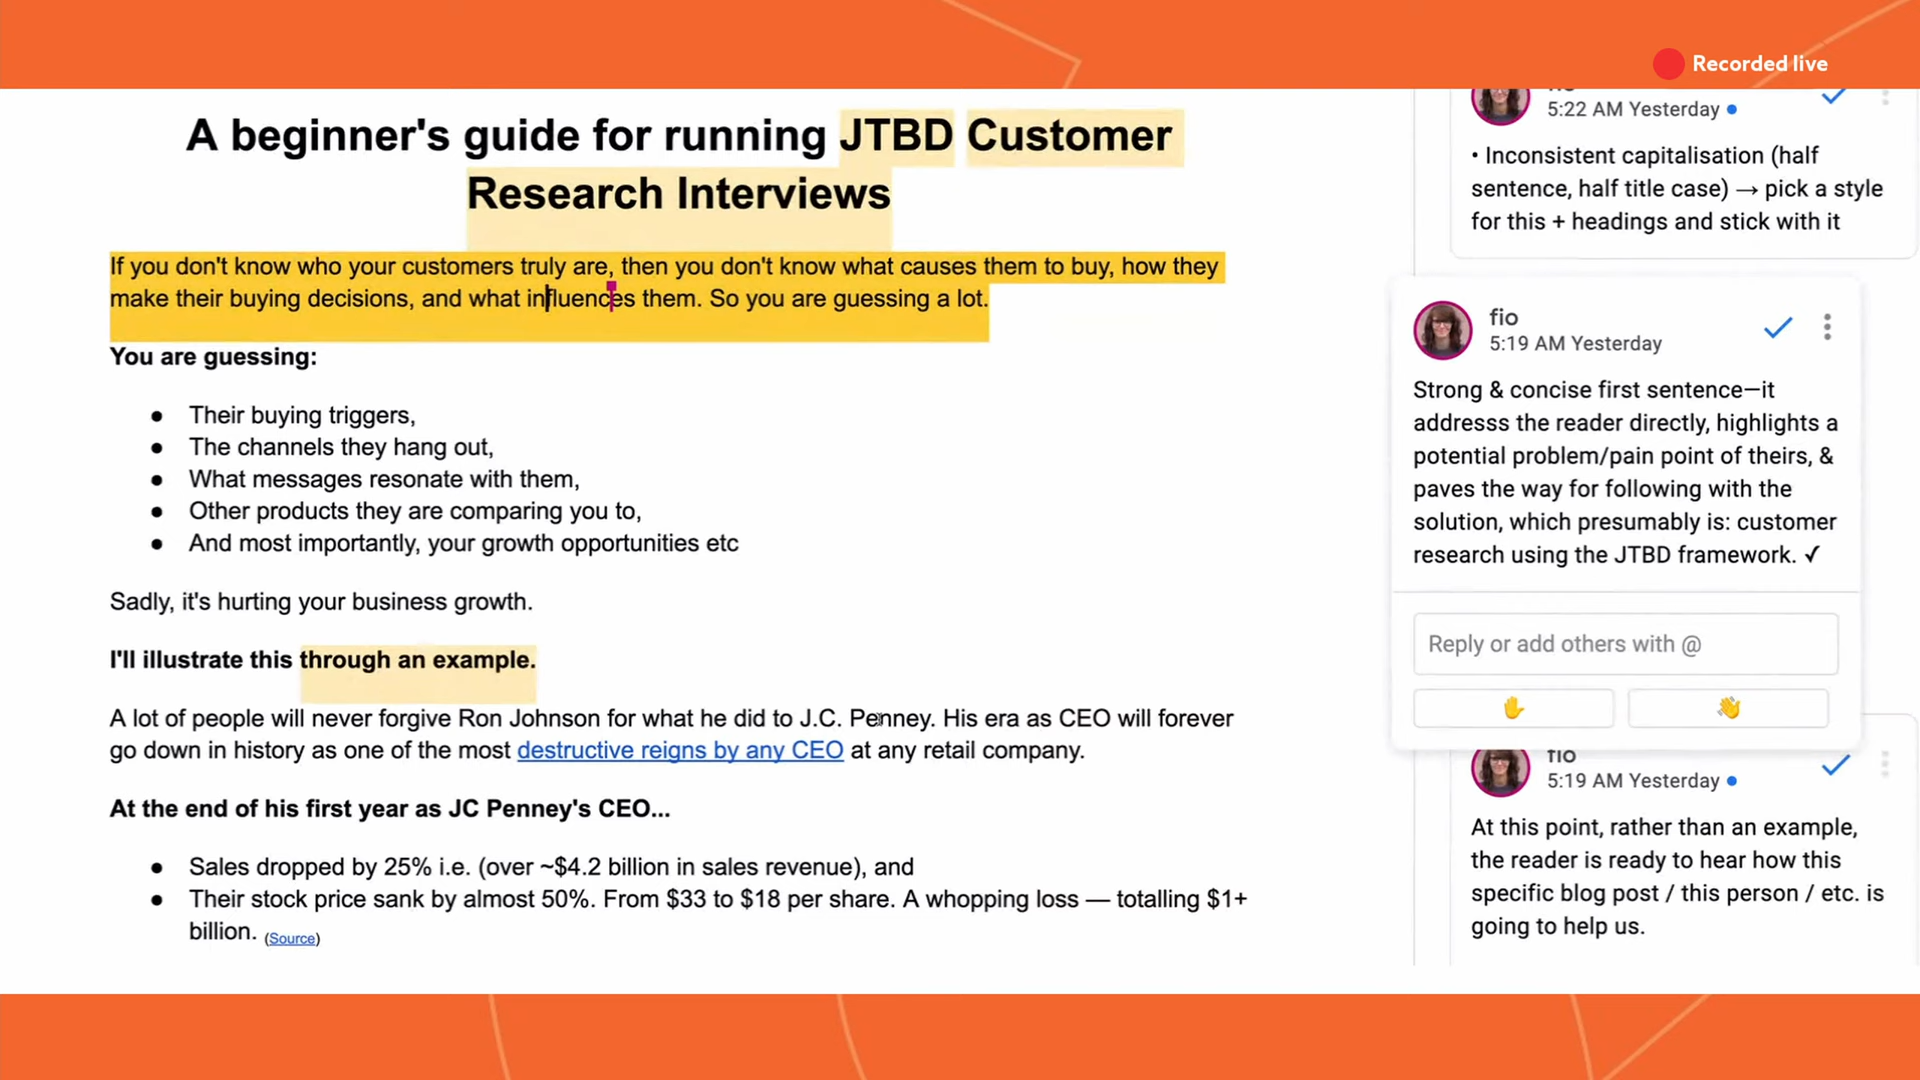 Recorded live
A beginner's guide for running JTBD Customer
Research Interviews
If you don't know who your customers truly are, then you don't know what causes them to buy, how they
make their buying decisions, and what influences them. So you are guessing a lot.
You are guessing:
● Their buying triggers,
● The channels they hang out,
● What messages resonate with them,
● Other products they are comparing you to,
● And most importantly, your growth opportunities etc
Sadly, it's hurting your business growth.
I'll illustrate this through an example.
A lot of people will never forgive Ron Johnson for what he did to J.C. Penney. His era as CEO will forever
go down in history as one of the most destructive reigns by any CEO at any retail company.
At the end of his first year as JC Penney's CEO...
● Sales dropped by 25% i.e. (over ~$4.2 billion in sales revenue), and
● Their stock price sank by almost 50%. From $33 to $18 per share. A whopping loss — totalling $1+
billion. (Source)
fio
5:22 AM Yesterday
• Inconsistent capitalisation (half
sentence, half title case) → pick a style
for this + headings and stick with it
fio
5:19 AM Yesterday
Strong & concise first sentence—it
addresss the reader directly, highlights a
potential problem/pain point of theirs, &
paves the way for following with the
solution, which presumably is: customer
research using the JTBD framework. ✓
Reply or add others with @
fio
5:19 AM Yesterday
At this point, rather than an example,
the reader is ready to hear how this
specific blog post / this person / etc. is
going to help us.